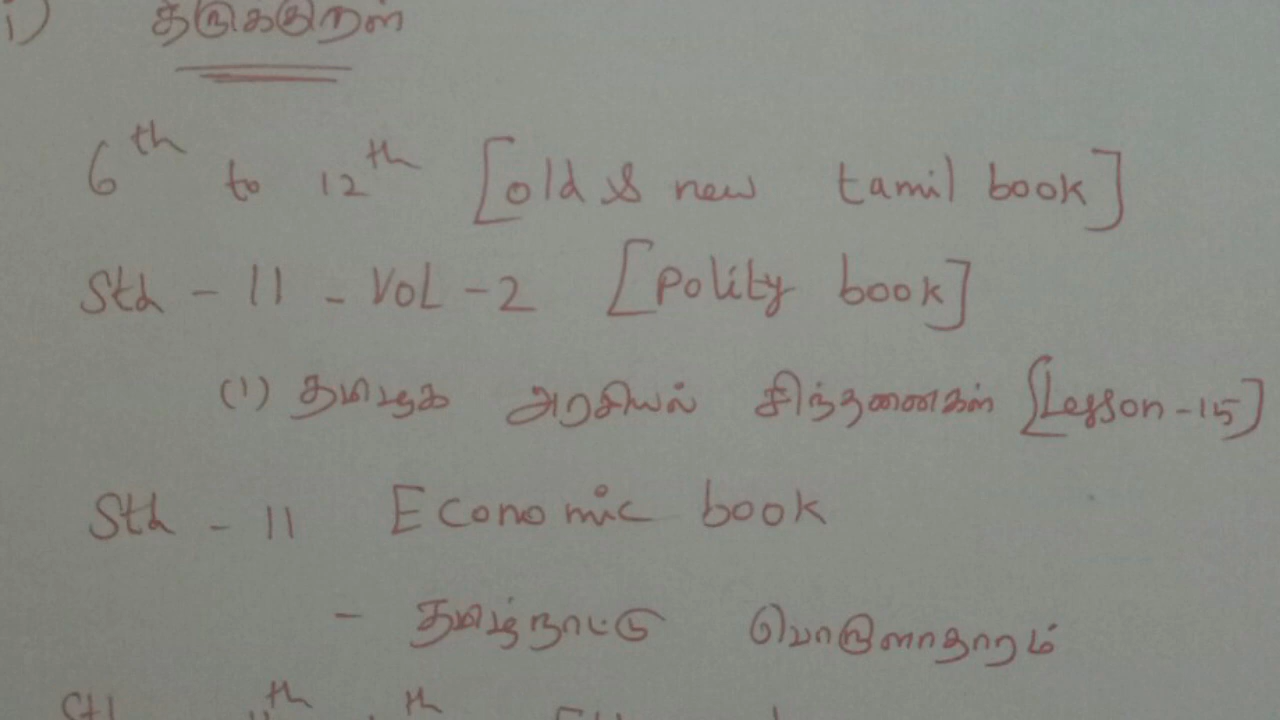 i) திருக்குறள்
6th to 12th [old & new tamil book]
Std - 11 - Vol - 2 [Polity book]
(1) தமிழக அரசியல் சிந்தனைகள் [Lesson - 15]
Std - 11 Economic book
- தமிழ்நாட்டு பொருளாதாரம்